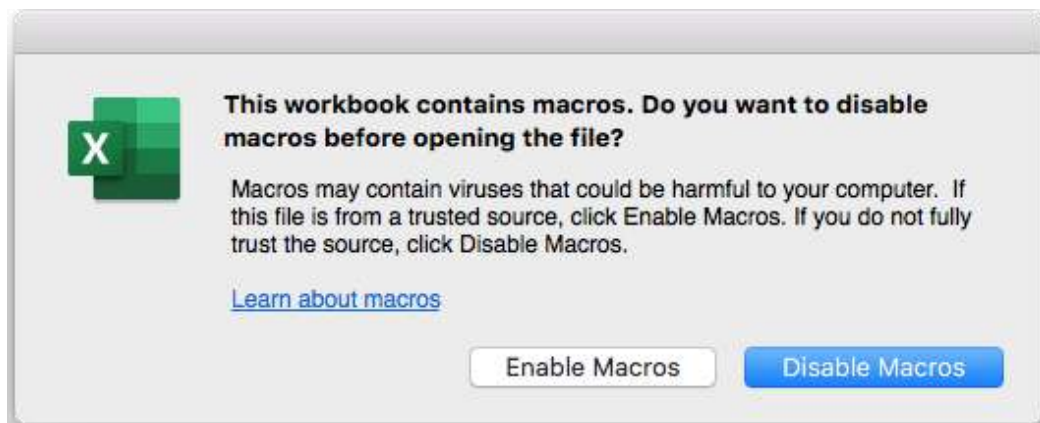 This workbook contains macros. Do you want to disable
macros before opening the file?
X
Macros may contain viruses that could be harmful to your computer.  If
this file is from a trusted source, click Enable Macros. If you do not fully
trust the source, click Disable Macros.
Learn about macros
Enable Macros
Disable Macros